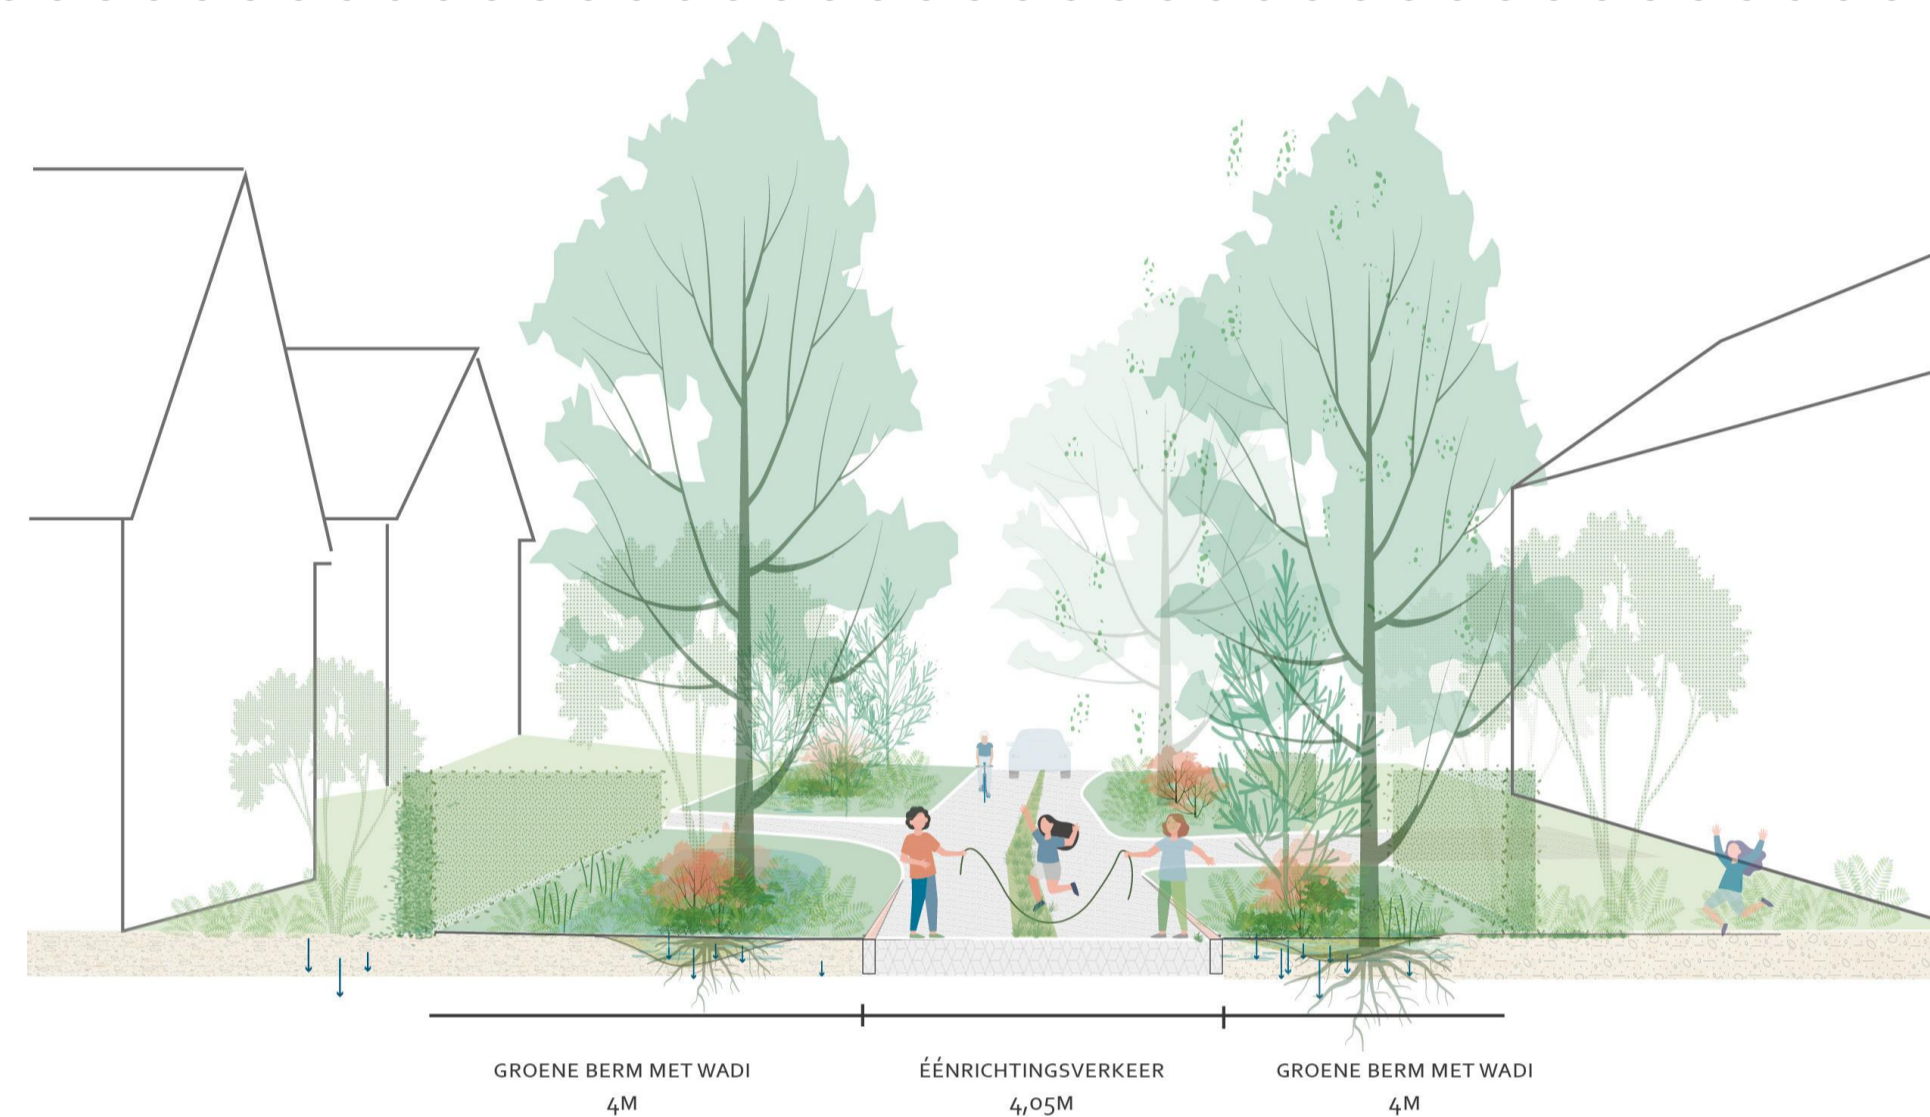 GROENE BERM MET WADI
4M
ÉÉNRICHTINGSVERKEER
4,05M
GROENE BERM MET WADI
4M